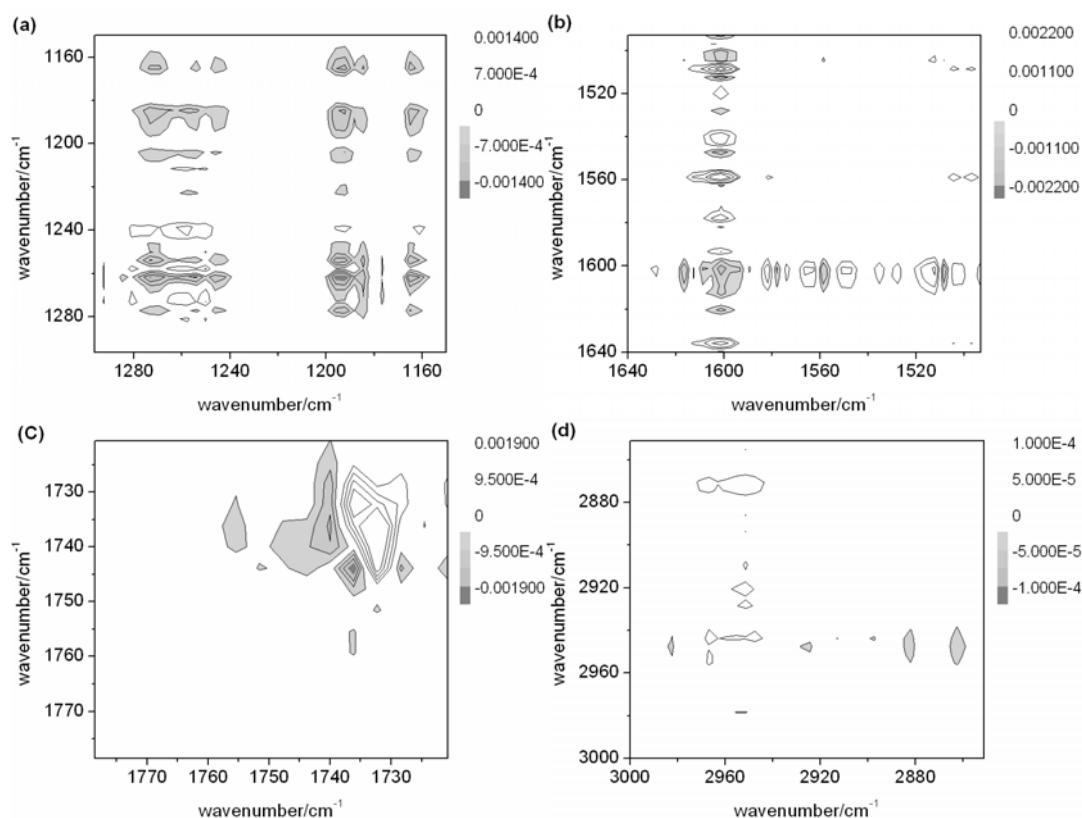 (a)
1160
1200
1240
1280
wavenumber/cm-1
1280 1240 1200 1160
wavenumber/cm-1
0.001400
7.000E-4
0
-7.000E-4
-0.001400
(b)
1520
1560
1600
1640
wavenumber/cm-1
1640 1600 1560 1520
wavenumber/cm-1
0.002200
0.001100
0
-0.001100
-0.002200
(C)
1730
1740
1750
1760
1770
wavenumber/cm-1
1770 1760 1750 1740 1730
wavenumber/cm-1
0.001900
9.500E-4
0
-9.500E-4
-0.001900
(d)
2880
2920
2960
3000
wavenumber/cm-1
3000 2960 2920 2880
wavenumber/cm-1
1.000E-4
5.000E-5
0
-5.000E-5
-1.000E-4